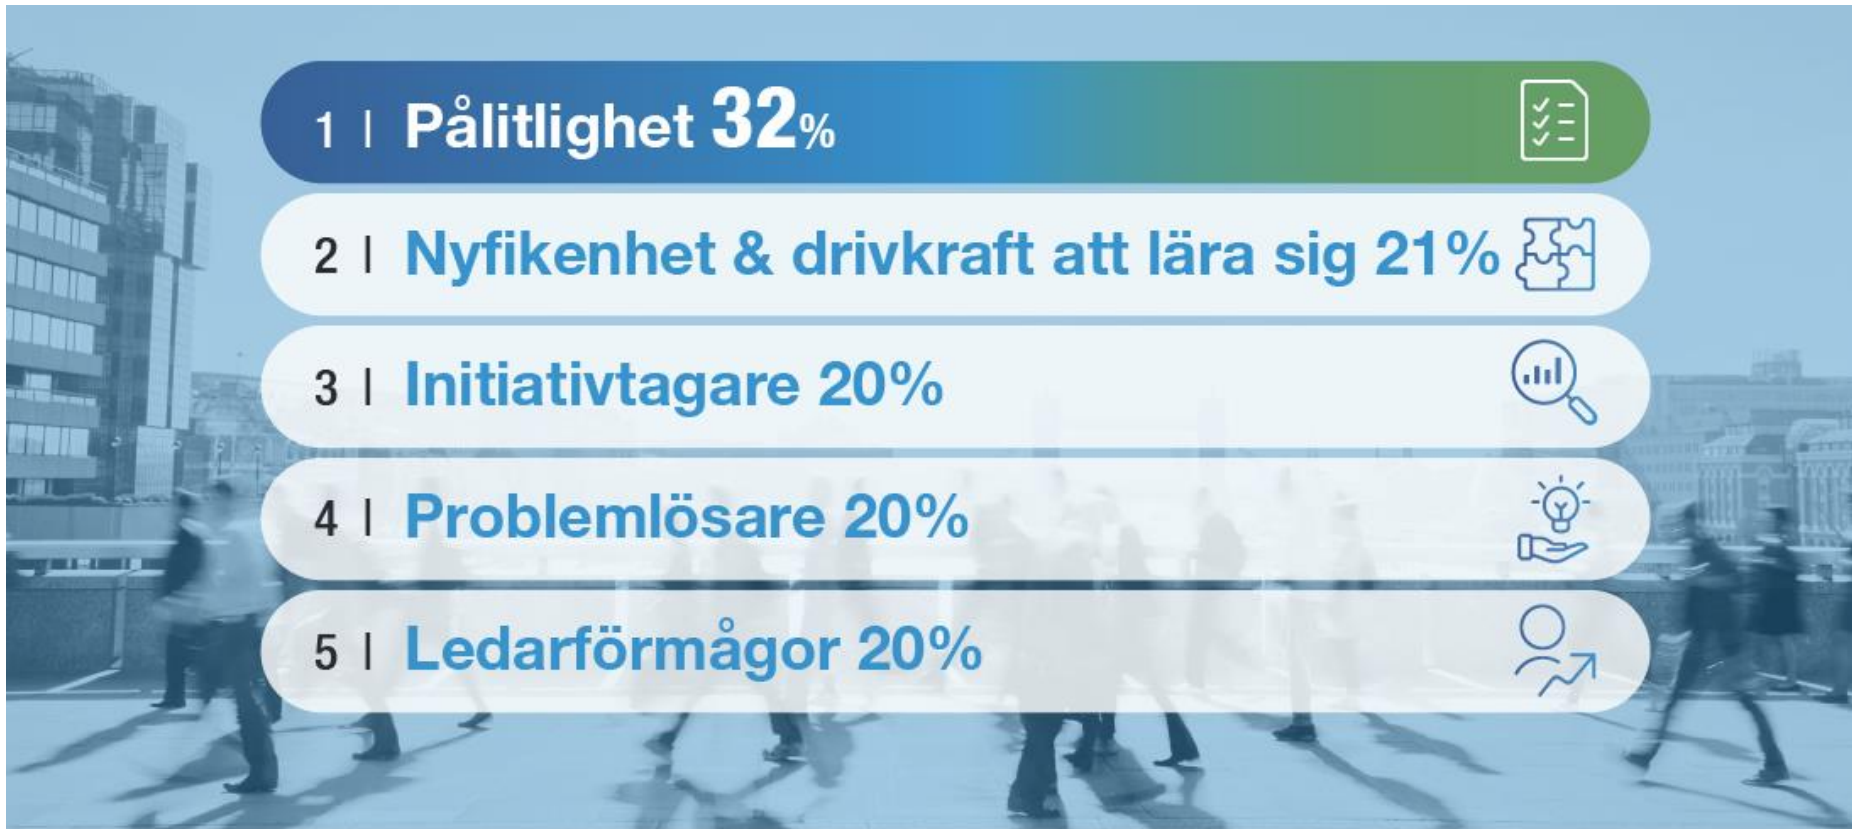 1 | Pålitlighet 32%
2 | Nyfikenhet & drivkraft att lära sig 21%
3 | Initiativtagare 20%
4 | Problemlösare 20%
5 | Ledarförmågor 20%